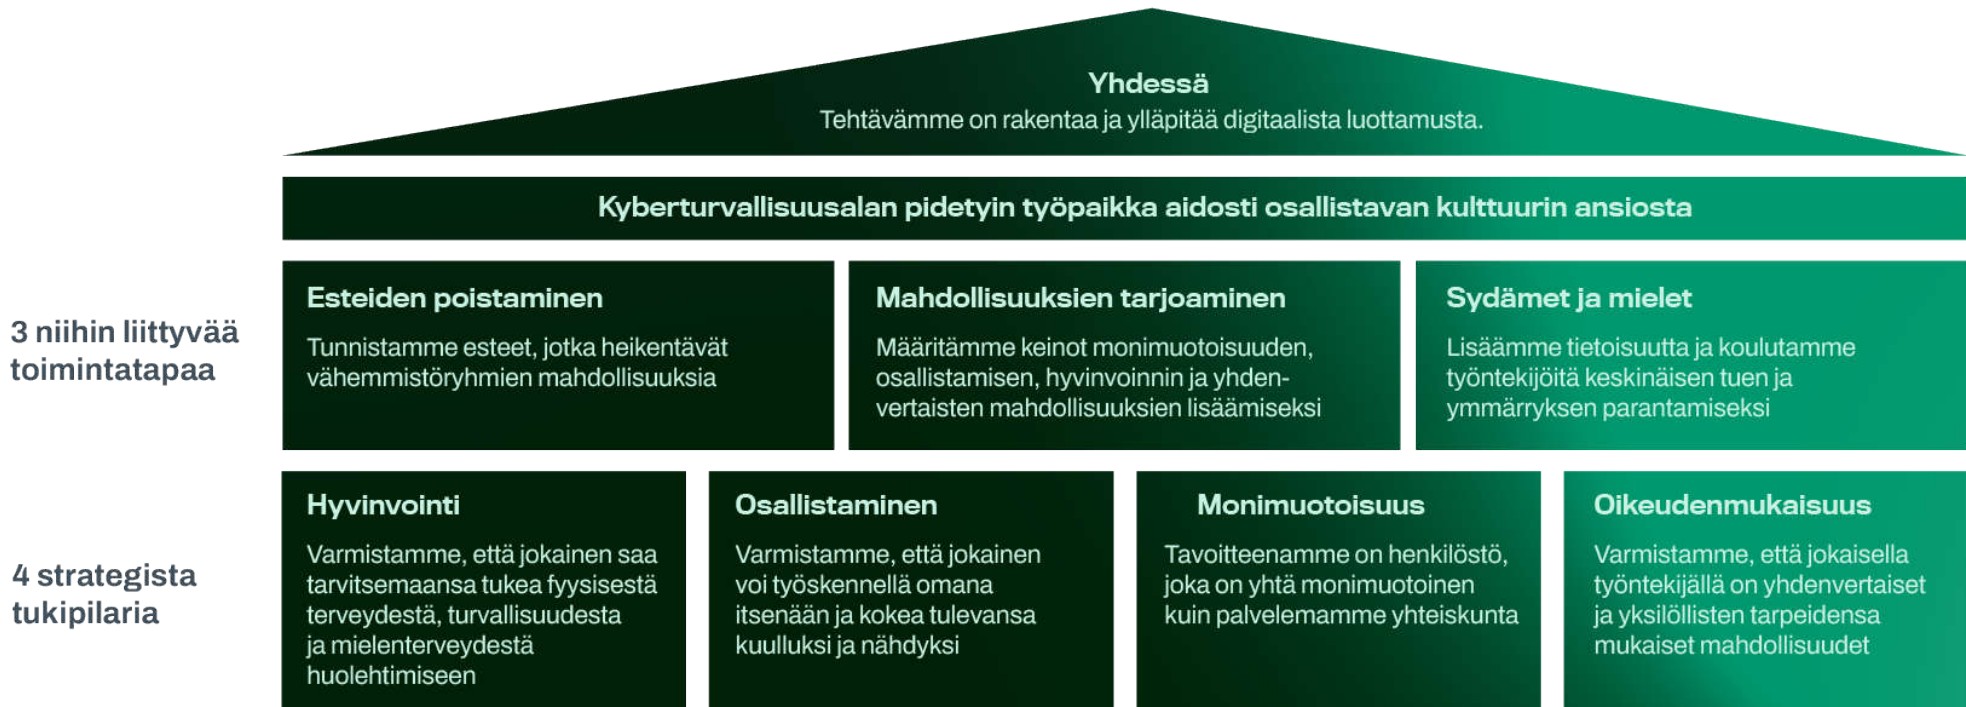 Yhdessä
Tehtävämme on rakentaa ja ylläpitää digitaalista luottamusta.
Kyberturvallisuusalan pidetyin työpaikka aidosti osallistavan kulttuurin ansiosta
3 niihin liittyvää
toimintatapaa
Esteiden poistaminen
Tunnistamme esteet, jotka heikentävät
vähemmistöryhmien mahdollisuuksia
Mahdollisuuksien tarjoaminen
Määritämme keinot monimuotoisuuden,
osallistamisen, hyvinvoinnin ja yhden-
vertaisten mahdollisuuksien lisäämiseksi
Sydämet ja mielet
Lisäämme tietoisuutta ja koulutamme
työntekijöitä keskinäisen tuen ja
ymmärryksen parantamiseksi
4 strategista
tukipilaria
Hyvinvointi
Varmistamme, että jokainen saa
tarvitsemaansa tukea fyysisestä
terveydestä, turvallisuudesta
ja mielenterveydestä
huolehtimiseen
Osallistaminen
Varmistamme, että jokainen
voi työskennellä omana
itsenään ja kokea tulevansa
kuulluksi ja nähdyksi
Monimuotoisuus
Tavoitteenamme on henkilöstö,
joka on yhtä monimuotoinen
kuin palvelemamme yhteiskunta
Oikeudenmukaisuus
Varmistamme, että jokaisella
työntekijällä on yhdenvertaiset
ja yksilöllisten tarpeidensa
mukaiset mahdollisuudet